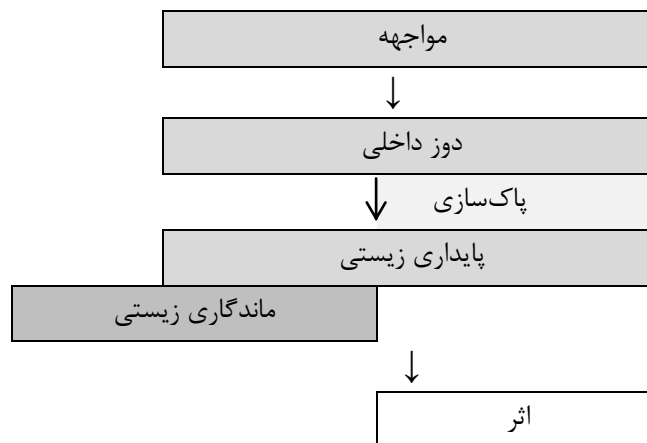 مواجهه
↓
دوز داخلی
↓ پاک‌سازی
پایداری زیستی
ماندگاری زیستی
↓
اثر